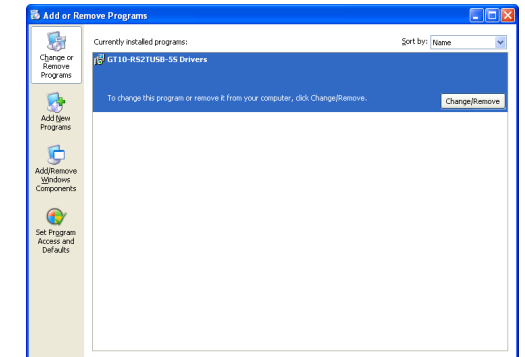 Add or Remove Programs
Change or
Remove
Programs
Currently installed programs:
Sort by:
Name
GT10-RS2TUSB-5S Drivers
To change this program or remove it from your computer, click Change/Remove.
Change/Remove
Add New
Programs
Add/Remove
Windows
Components
Set Program
Access and
Defaults